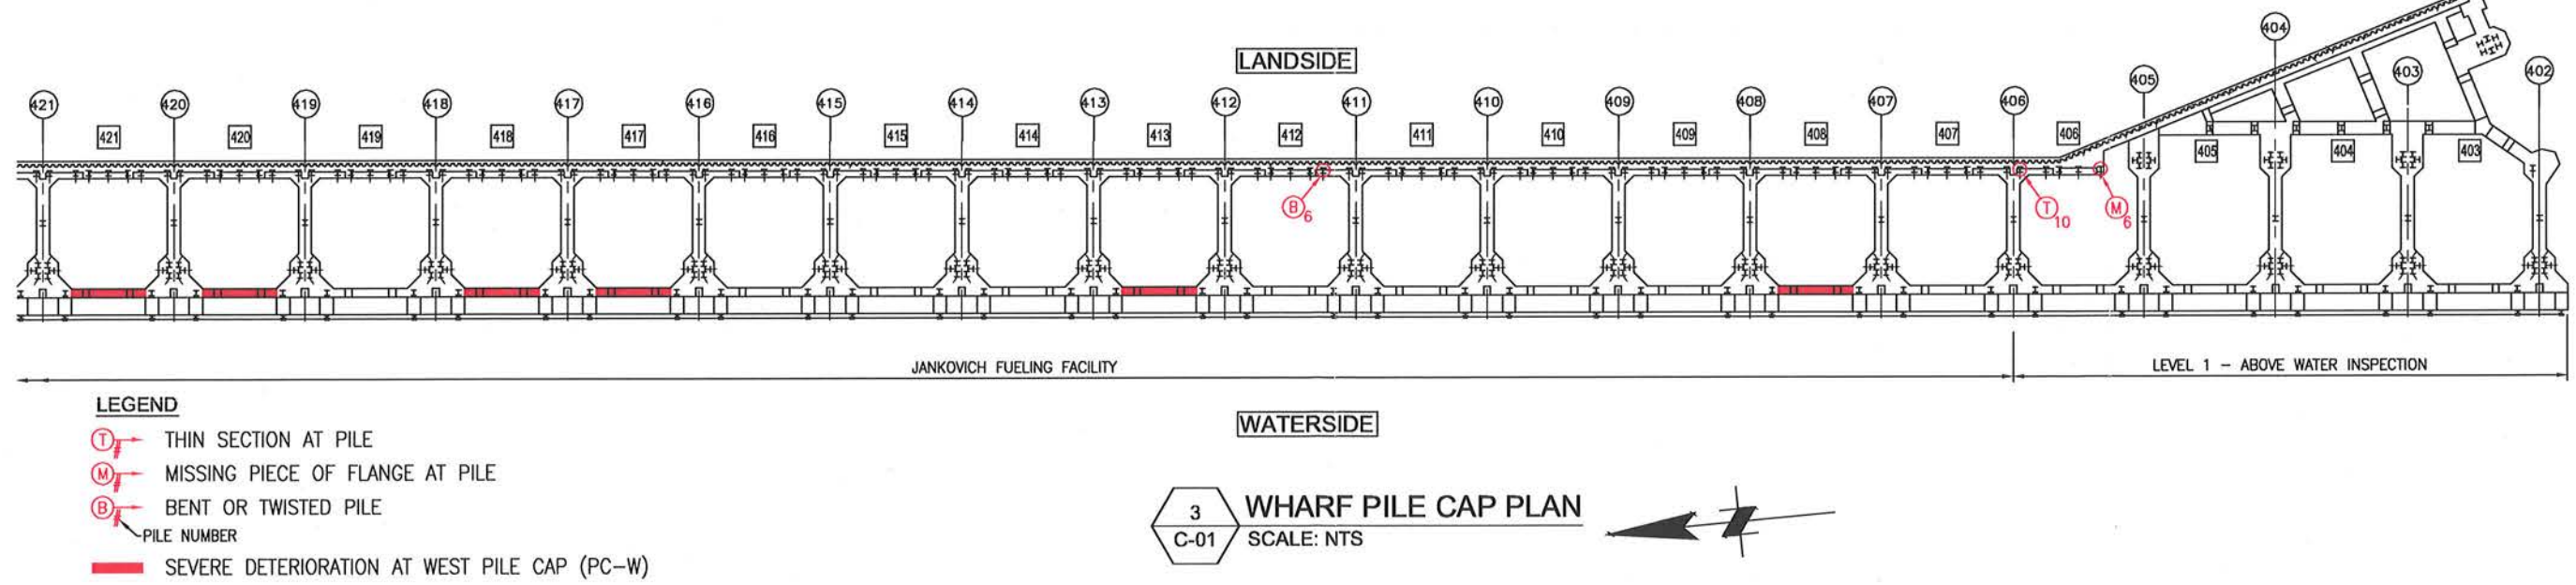 LANDSIDE
421 420 419 418 417 416 415 414 413 412 411 410 409 408 407 406 405 404 403 402
421 420 419 418 417 416 415 414 413 412 411 410 409 408 407 406 405 404 403
B 6
T 10
M 6
JANKOVICH FUELING FACILITY
LEVEL 1 - ABOVE WATER INSPECTION
LEGEND
T # THIN SECTION AT PILE
M # MISSING PIECE OF FLANGE AT PILE
B # BENT OR TWISTED PILE
PILE NUMBER
SEVERE DETERIORATION AT WEST PILE CAP (PC-W)
WATERSIDE
3 WHARF PILE CAP PLAN
C-01 SCALE: NTS